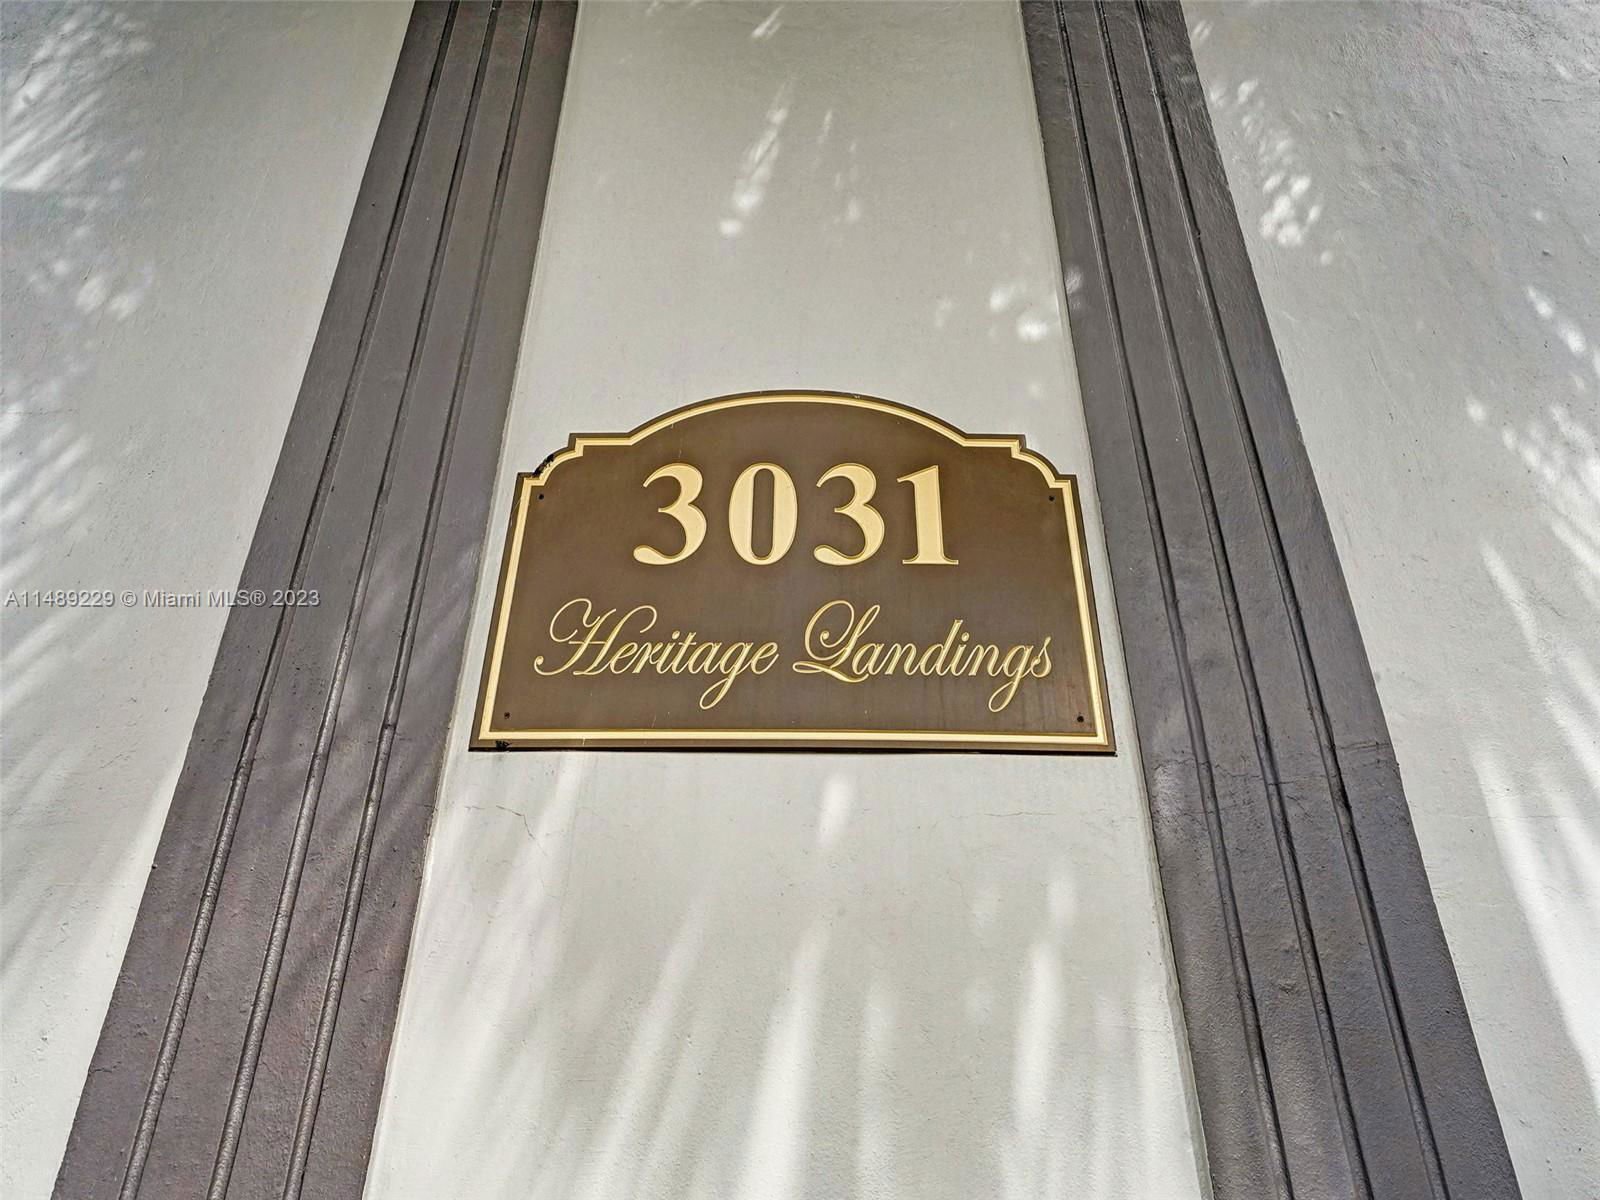 3031
Heritage Landings
A11489229 © Miami MLS® 2023